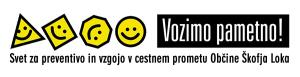 Vozimo pametno!
Svet za preventivo in vzgojo v cestnem prometu Občine Škofja Loka